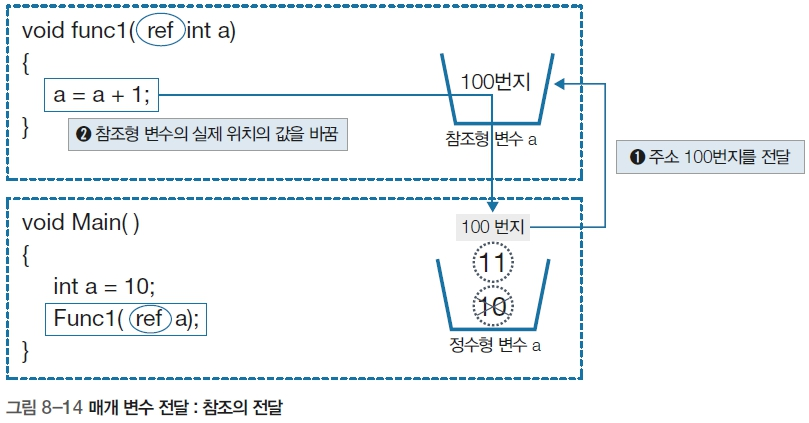 void func1( ref int a)
{
a = a + 1;
}
❷ 참조형 변수의 실제 위치의 값을 바꿈
100번지
참조형 변수 a
❶ 주소 100번지를 전달
void Main( )
{
int a = 10;
Func1( ref a);
}
100 번지
11
10
정수형 변수 a
그림 8-14 매개 변수 전달 : 참조의 전달